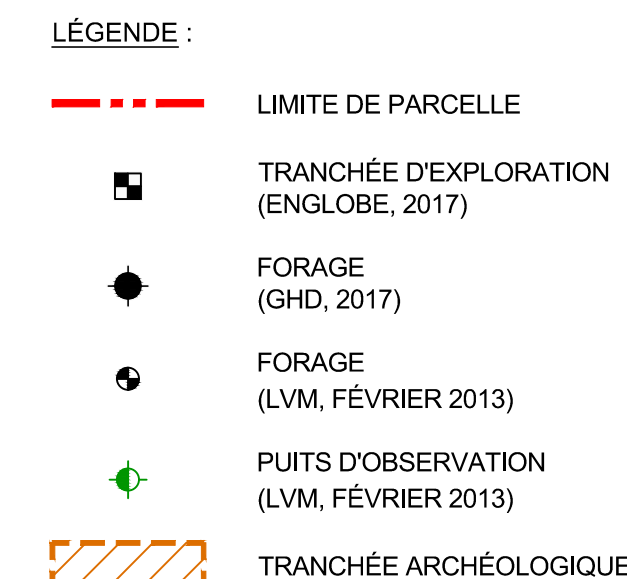 LÉGENDE :
LIMITE DE PARCELLE
TRANCHÉE D'EXPLORATION
(ENGLOBE, 2017)
FORAGE
(GHD, 2017)
FORAGE
(LVM, FÉVRIER 2013)
PUITS D'OBSERVATION
(LVM, FÉVRIER 2013)
TRANCHÉE ARCHÉOLOGIQUE